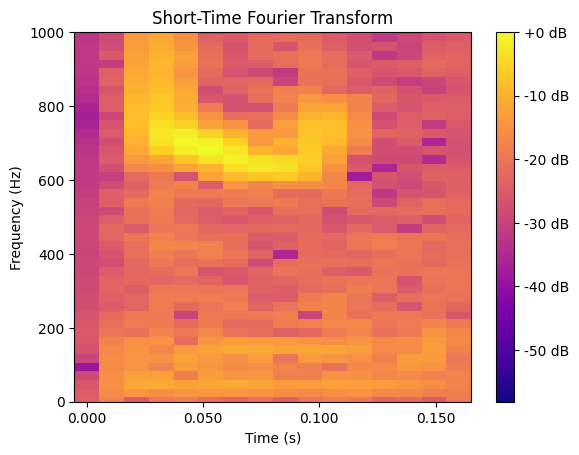 Short-Time Fourier Transform
1000
800
600
400
200
0
Frequency (Hz)
0.000
0.050
0.100
0.150
Time (s)
+0 dB
-10 dB
-20 dB
-30 dB
-40 dB
-50 dB